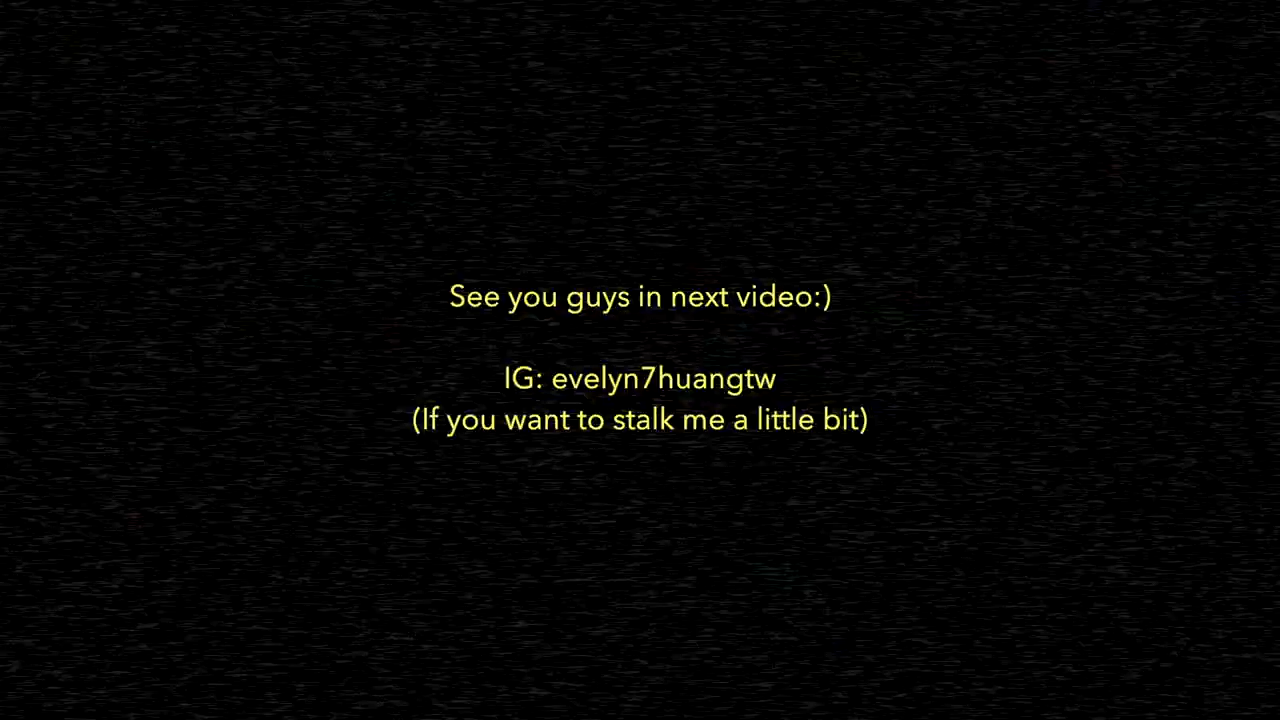 See you guys in next video:)
IG: evelyn7huangtw
(If you want to stalk me a little bit)